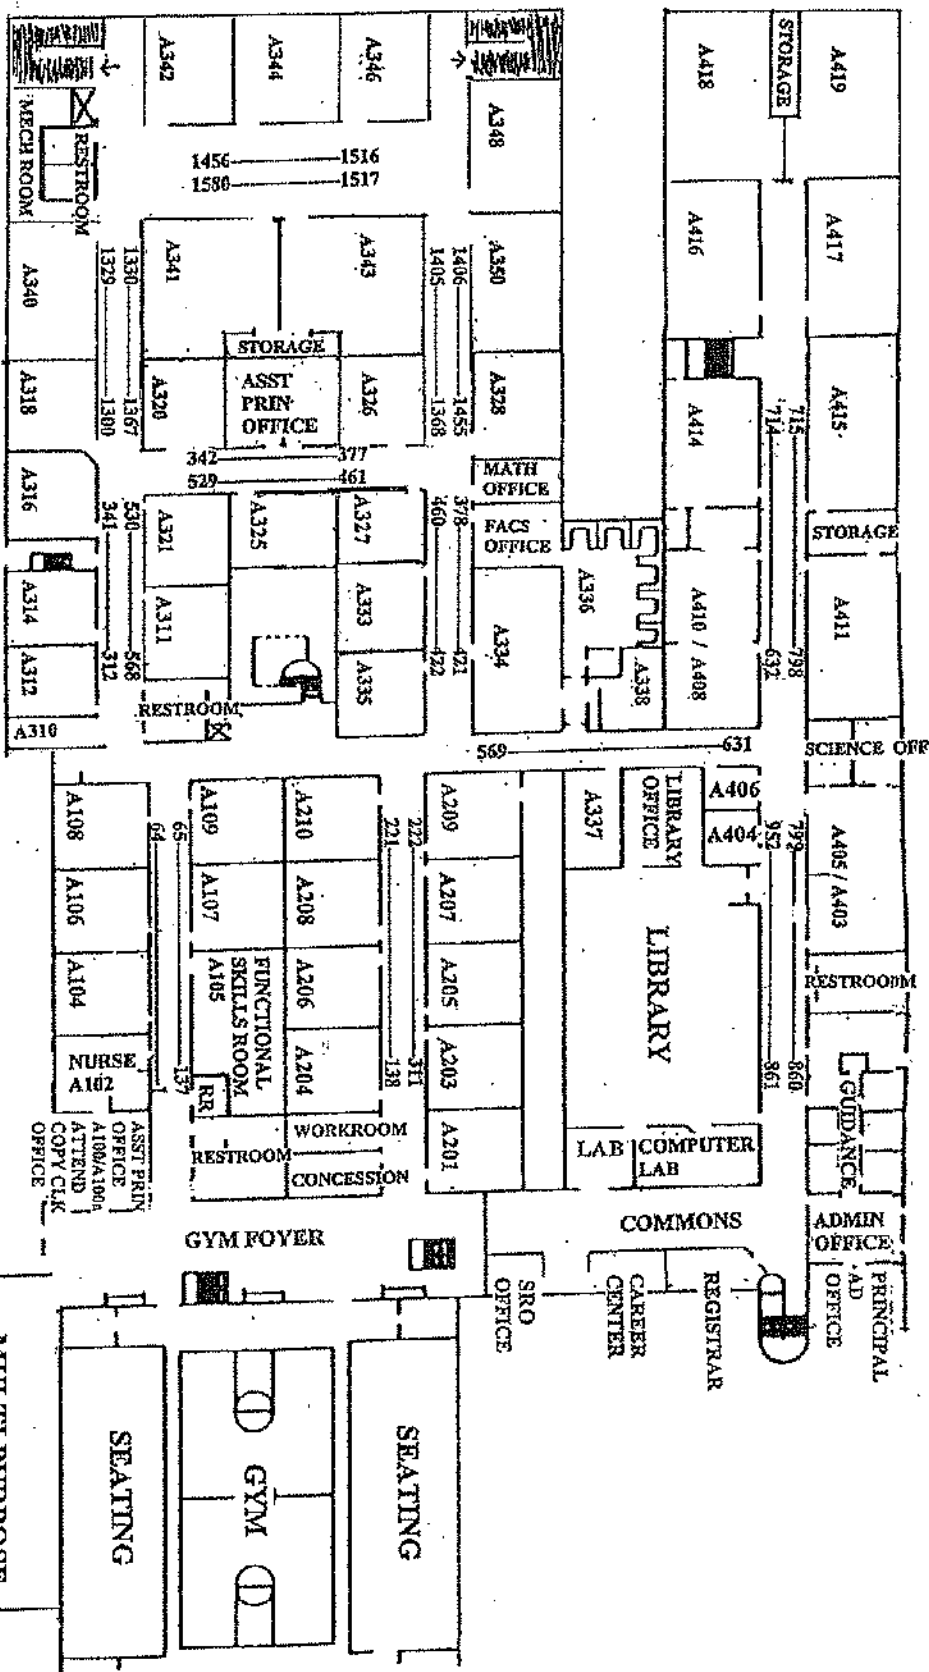 A342
A344
A346
A348
A418
STORAGE
A419
MECH ROOM
RESTROOM
1456 1516
1580 1517
A416
A417
A340
1329
1330
A341
A343
1405
1406
A350
STORAGE
A318
1300
1367
A320
ASST
PRIN
OFFICE
A326
1368
1455
A328
A414
714
715
A415
342 377
529 461
MATH
OFFICE
A316
341
530
A321
A325
A327
460
378
FACS
OFFICE
STORAGE
A314
A312
312
568
A311
A333
A335
422
421
A334
A336
A338
A410 / A408
632
798
A411
A310
RESTROOM
569 631
SCIENCE OFF
A108
64
65
A109
A210
221
222
A209
A337
LIBRARY
OFFICE
A406
A404
952
799
A405 / A403
A106
A107
A208
A207
LIBRARY
A104
A105
FUNCTIONAL
SKILLS ROOM
A206
A205
RESTROOM
NURSE
A102
1
137
RR
A204
138
311
A203
861
860
GUIDANCE
ASST PRIN
OFFICE
A100/A100a
ATTEND
COPY CLK
OFFICE
RESTROOM
WORKROOM
CONCESSION
A201
LAB
COMPUTER
LAB
GYM FOYER
COMMONS
ADMIN
OFFICE
SRO
OFFICE
CAREER
CENTER
REGISTRAR
AD
OFFICE
PRINCIPAL
SEATING
GYM
SEATING